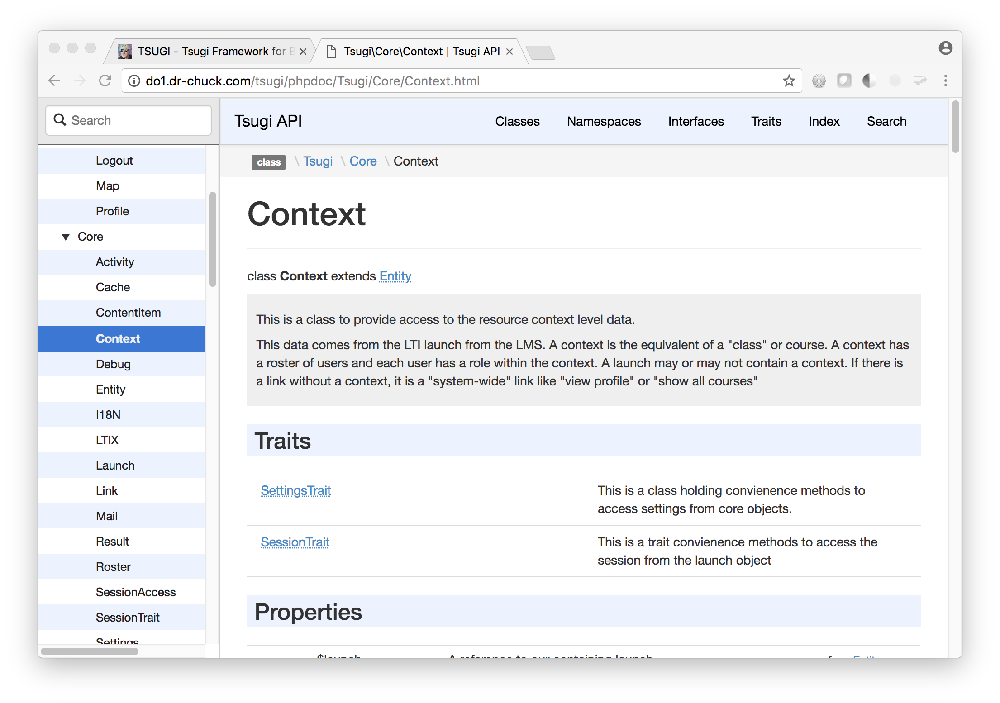 TSUGI - Tsugi Framework for B
Tsugi\Core\Context | Tsugi API
do1.dr-chuck.com/tsugi/phpdoc/Tsugi/Core/Context.html
Search
Tsugi API
Classes
Namespaces
Interfaces
Traits
Index
Search
Logout
Map
Profile
Core
Activity
Cache
ContentItem
Context
Debug
Entity
I18N
LTIX
Launch
Link
Mail
Result
Roster
SessionAccess
SessionTrait
Settings
class \ Tsugi \ Core \ Context
Context
class Context extends Entity
This is a class to provide access to the resource context level data.
This data comes from the LTI launch from the LMS. A context is the equivalent of a "class" or course. A context has
a roster of users and each user has a role within the context. A launch may or may not contain a context. If there is
a link without a context, it is a "system-wide" link like "view profile" or "show all courses"
Traits
SettingsTrait
This is a class holding convienence methods to
access settings from core objects.
SessionTrait
This is a trait convienence methods to access the
session from the launch object
Properties
$launch
A reference to our containing launch